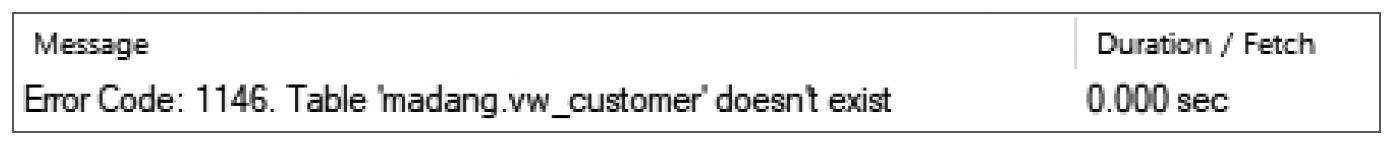 Message Duration / Fetch
Error Code: 1146. Table 'madang.vw_customer' doesn't exist 0.000 sec